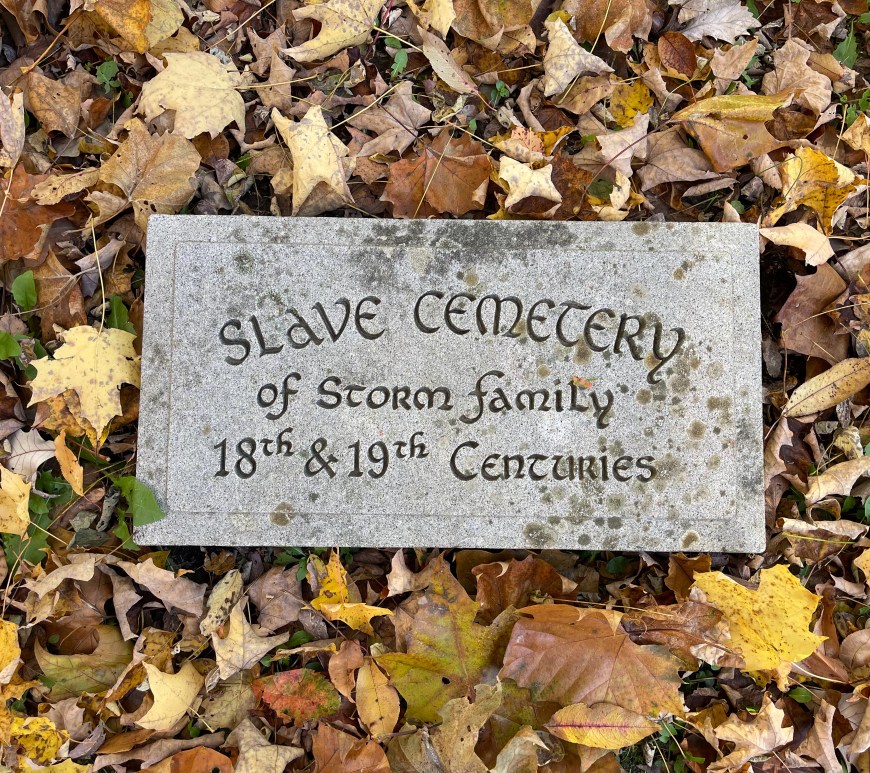 Slave Cemetery
of Storm family
18th & 19th Centuries